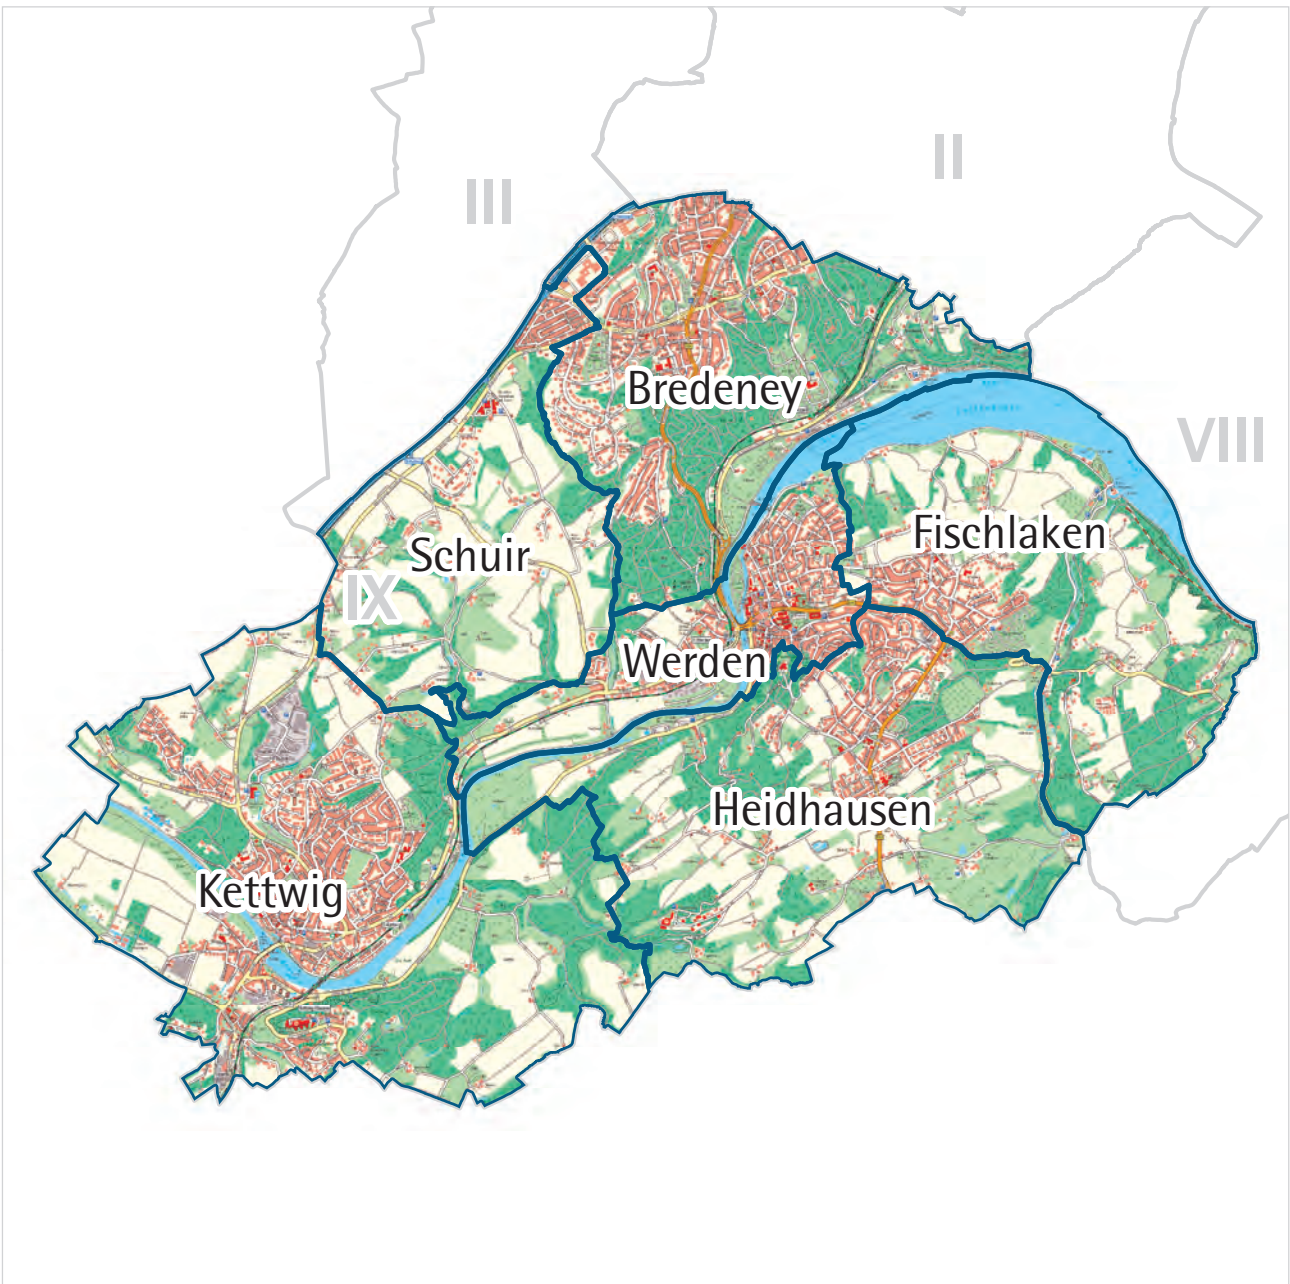 II
III
Bredeney
VIII
Fischlaken
Schuir
IX
Werden
Heidhausen
Kettwig